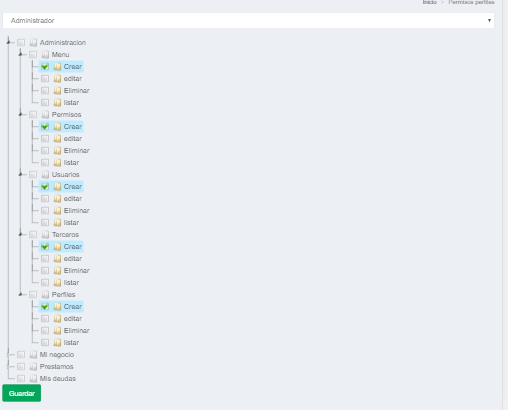 Inicio > Permisos perfiles
Administrador
Administracion
Menu
Crear
editar
Eliminar
listar
Permisos
Crear
editar
Eliminar
listar
Usuarios
Crear
editar
Eliminar
listar
Terceros
Crear
editar
Eliminar
listar
Perfiles
Crear
editar
Eliminar
listar
Mi negocio
Prestamos
Mis deudas
Guardar